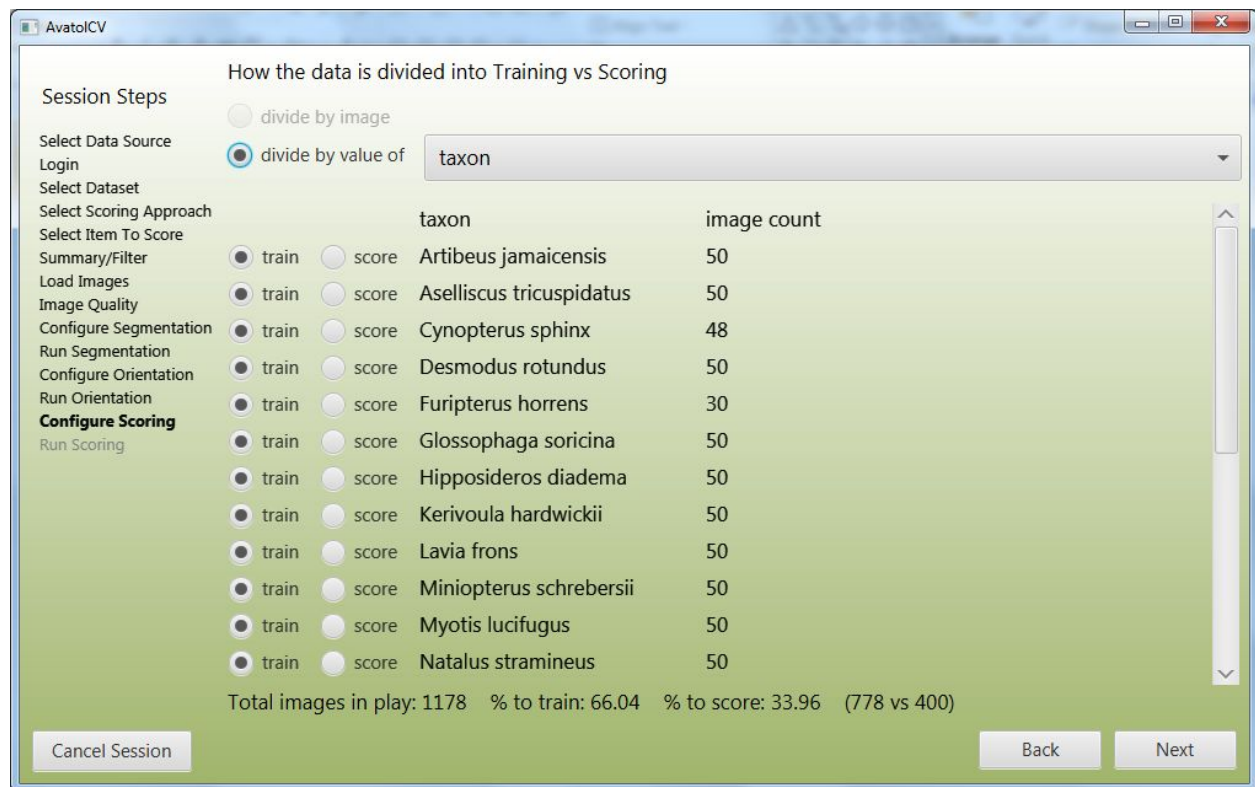 AvatolCV
Session Steps
Select Data Source
Login
Select Dataset
Select Scoring Approach
Select Item To Score
Summary/Filter
Load Images
Image Quality
Configure Segmentation
Run Segmentation
Configure Orientation
Run Orientation
Configure Scoring
Run Scoring
How the data is divided into Training vs Scoring
divide by image
divide by value of taxon
taxon image count
train score Artibeus jamaicensis 50
train score Aselliscus tricuspidatus 50
train score Cynopterus sphinx 48
train score Desmodus rotundus 50
train score Furipterus horrens 30
train score Glossophaga soricina 50
train score Hipposideros diadema 50
train score Kerivoula hardwickii 50
train score Lavia frons 50
train score Miniopterus schrebersii 50
train score Myotis lucifugus 50
train score Natalus stramineus 50
Total images in play: 1178 % to train: 66.04 % to score: 33.96 (778 vs 400)
Cancel Session Back Next